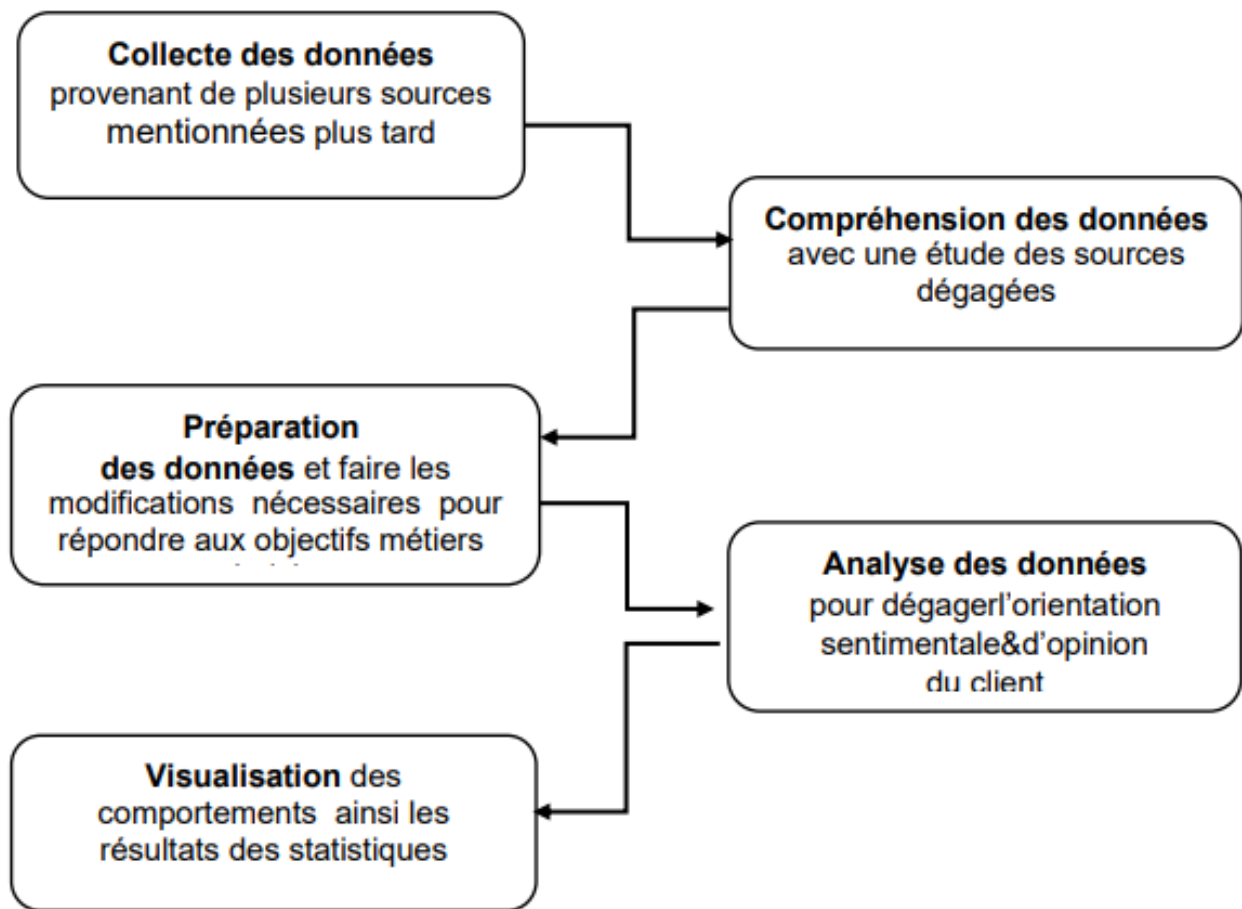 Collecte des données
provenant de plusieurs sources
mentionnées plus tard
Compréhension des données
avec une étude des sources
dégagées
Préparation
des données et faire les
modifications nécessaires pour
répondre aux objectifs métiers
Analyse des données
pour dégagerl'orientation
sentimentale&d'opinion
du client
Visualisation des
comportements ainsi les
résultats des statistiques